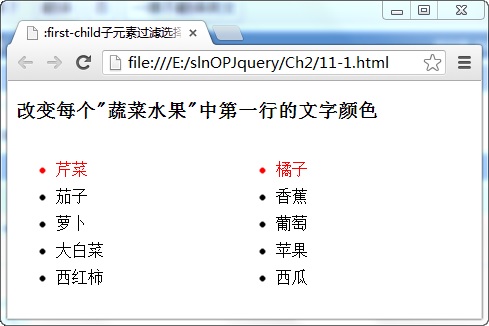 :first-child子元素过滤选择
file:///E:/slnOPJquery/Ch2/11-1.html
改变每个"蔬菜水果"中第一行的文字颜色
芹菜 橘子
茄子 香蕉
萝卜 葡萄
大白菜 苹果
西红柿 西瓜